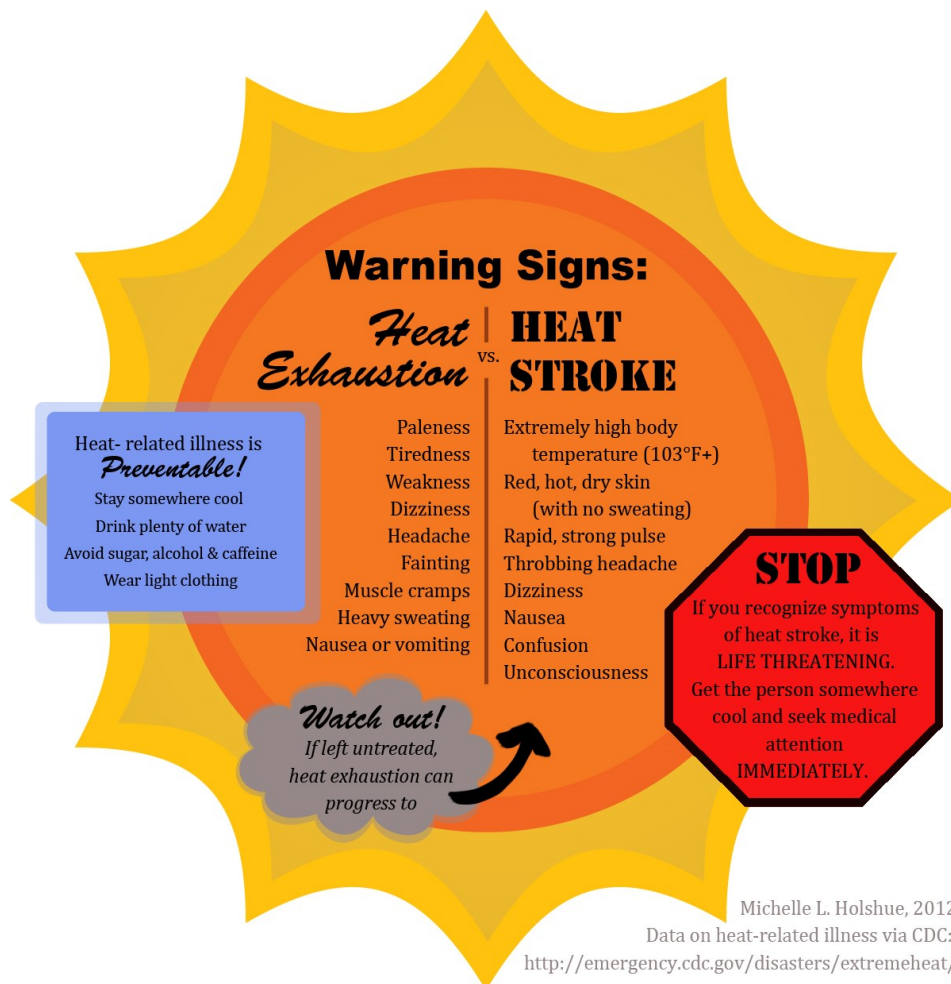 Warning Signs:
Heat
Exhaustion
vs.
HEAT
STROKE
Paleness
Tiredness
Weakness
Dizziness
Headache
Fainting
Muscle cramps
Heavy sweating
Nausea or vomiting
Extremely high body
temperature (103°F+)
Red, hot, dry skin
(with no sweating)
Rapid, strong pulse
Throbbing headache
Dizziness
Nausea
Confusion
Unconsciousness
Heat- related illness is
Preventable!
Stay somewhere cool
Drink plenty of water
Avoid sugar, alcohol & caffeine
Wear light clothing
STOP
If you recognize symptoms
of heat stroke, it is
LIFE THREATENING.
Get the person somewhere
cool and seek medical
attention
IMMEDIATELY.
Watch out!
If left untreated,
heat exhaustion can
progress to
Michelle L. Holshue, 2012
Data on heat-related illness via CDC:
http://emergency.cdc.gov/disasters/extremeheat/